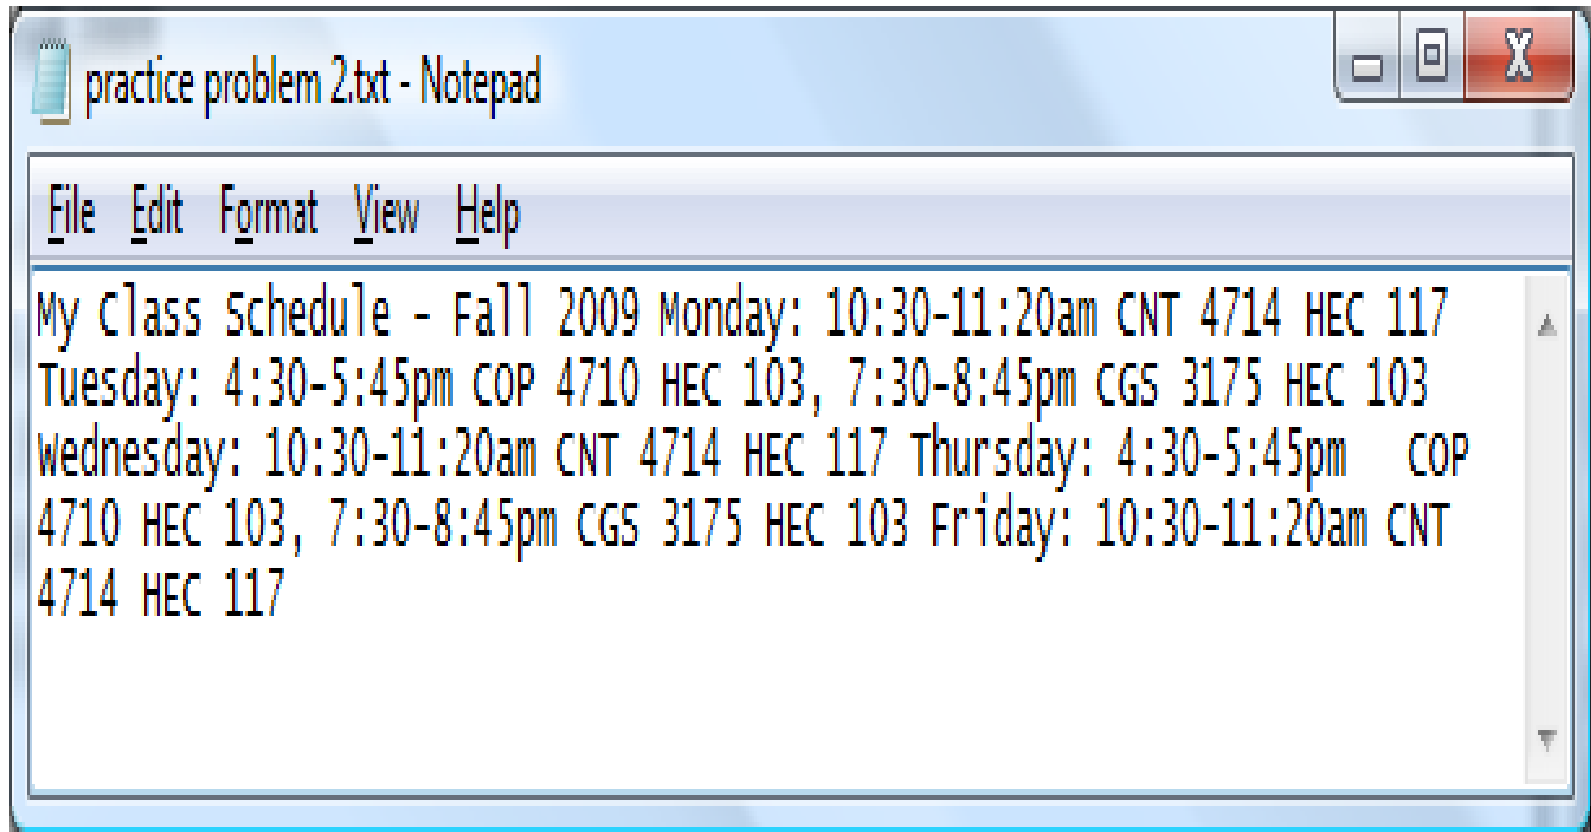 practice problem 2.txt - Notepad
File Edit Format View Help
My Class Schedule - Fall 2009 Monday: 10:30-11:20am CNT 4714 HEC 117
Tuesday: 4:30-5:45pm COP 4710 HEC 103, 7:30-8:45pm CGS 3175 HEC 103
Wednesday: 10:30-11:20am CNT 4714 HEC 117 Thursday: 4:30-5:45pm   COP
4710 HEC 103, 7:30-8:45pm CGS 3175 HEC 103 Friday: 10:30-11:20am CNT
4714 HEC 117